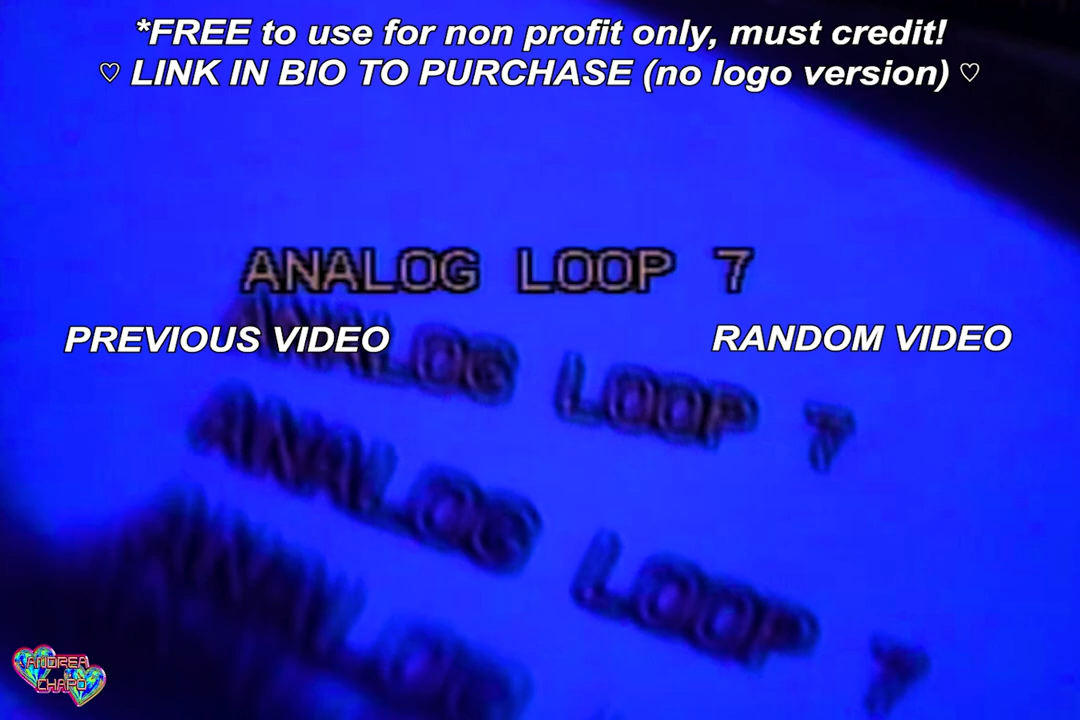 *FREE to use for non profit only, must credit!
♡ LINK IN BIO TO PURCHASE (no logo version) ♡
ANALOG LOOP 7
PREVIOUS VIDEO
RANDOM VIDEO
ANALOG LOOP 7
ANALOG LOOP 7
ANALOG
ANDREA
CHAPO